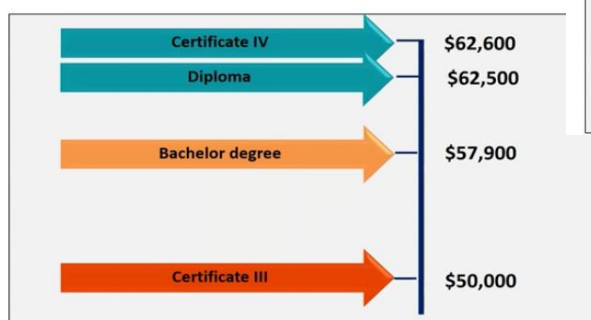 Certificate IV $62,600
Diploma $62,500
Bachelor degree $57,900
Certificate III $50,000